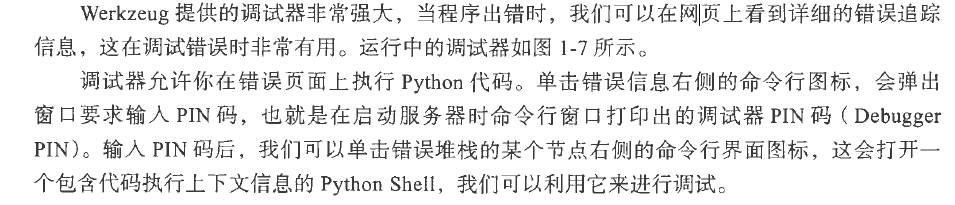 Werkzeug 提供的调试器非常强大，当程序出错时，我们可以在网页上看到详细的错误追踪
信息，这在调试错误时非常有用。运行中的调试器如图 1-7 所示。
调试器允许你在错误页面上执行 Python 代码。单击错误信息右侧的命令行图标，会弹出
窗口要求输入 PIN 码，也就是在启动服务器时命令行窗口打印出的调试器 PIN 码（Debugger
PIN）。输入 PIN 码后，我们可以单击错误堆栈的某个节点右侧的命令行界面图标，这会打开一
个包含代码执行上下文信息的 Python Shell，我们可以利用它来进行调试。